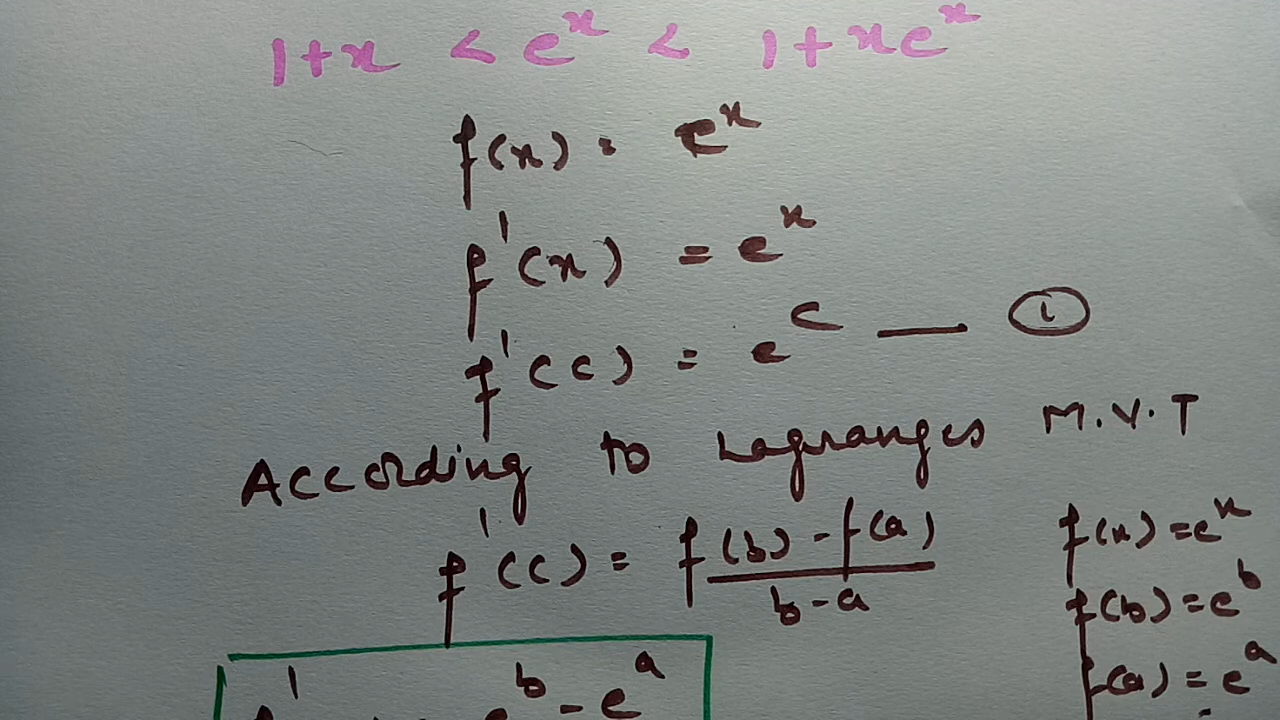 1+x < e^x < 1+xe^x
f(x) = e^x
f'(x) = e^x
f'(c) = e^c — ①
According to Lagranges M.V.T
f'(c) = f(b) - f(a) / b-a
f(x) = e^x
f(b) = e^b
f(a) = e^a
e^b - e^a